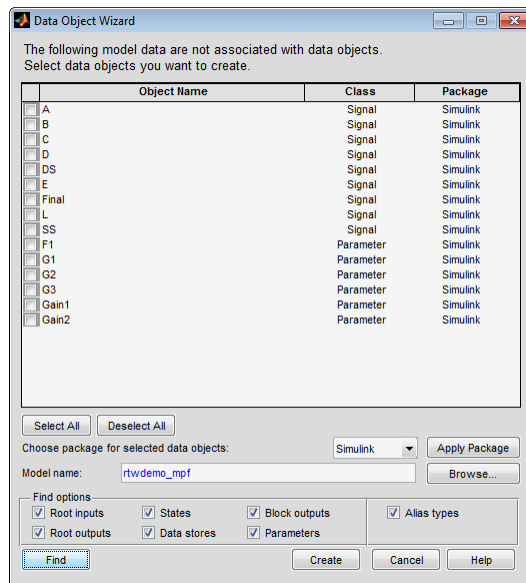 Data Object Wizard
The following model data are not associated with data objects.
Select data objects you want to create.
Object Name Class Package
A Signal Simulink
B Signal Simulink
C Signal Simulink
D Signal Simulink
DS Signal Simulink
E Signal Simulink
Final Signal Simulink
L Signal Simulink
SS Signal Simulink
F1 Parameter Simulink
G1 Parameter Simulink
G2 Parameter Simulink
G3 Parameter Simulink
Gain1 Parameter Simulink
Gain2 Parameter Simulink
Select All Deselect All
Choose package for selected data objects: Simulink Apply Package
Model name: rtwdemo_mpf Browse...
Find options
Root inputs States Block outputs Alias types
Root outputs Data stores Parameters
Find Create Cancel Help